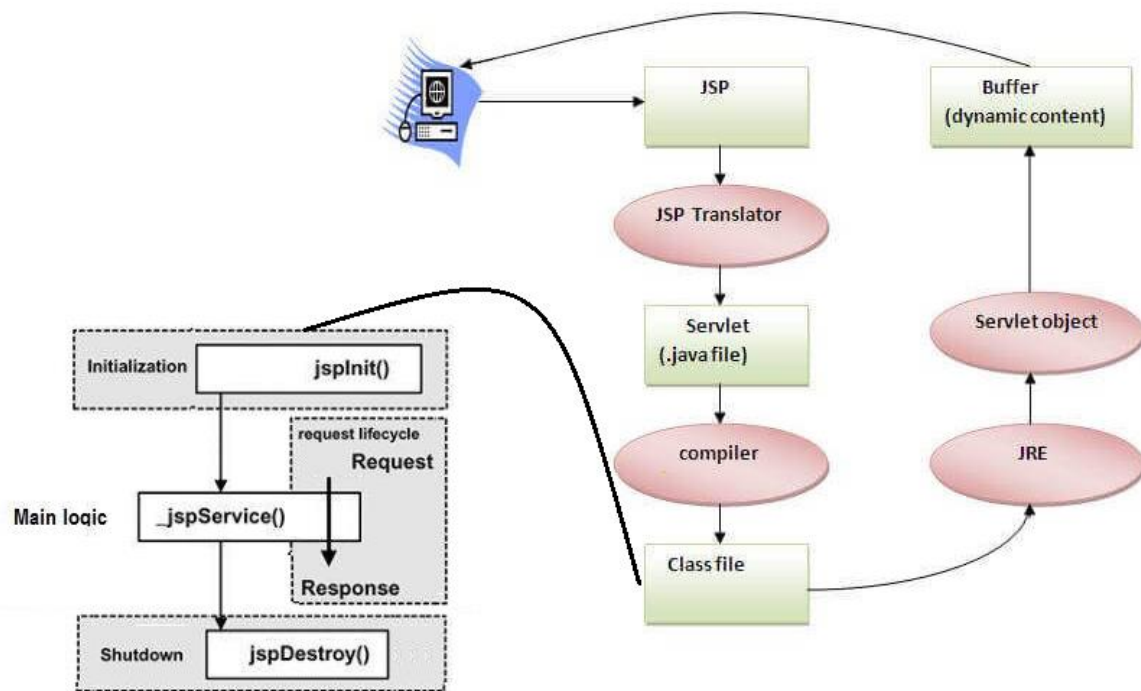 JSP
Buffer
(dynamic content)
JSP Translator
Servlet
(.java file)
Servlet object
compiler
JRE
Class file
Initialization
jspInit()
request lifecycle
Request
Main logic
_jspService()
Response
Shutdown
jspDestroy()